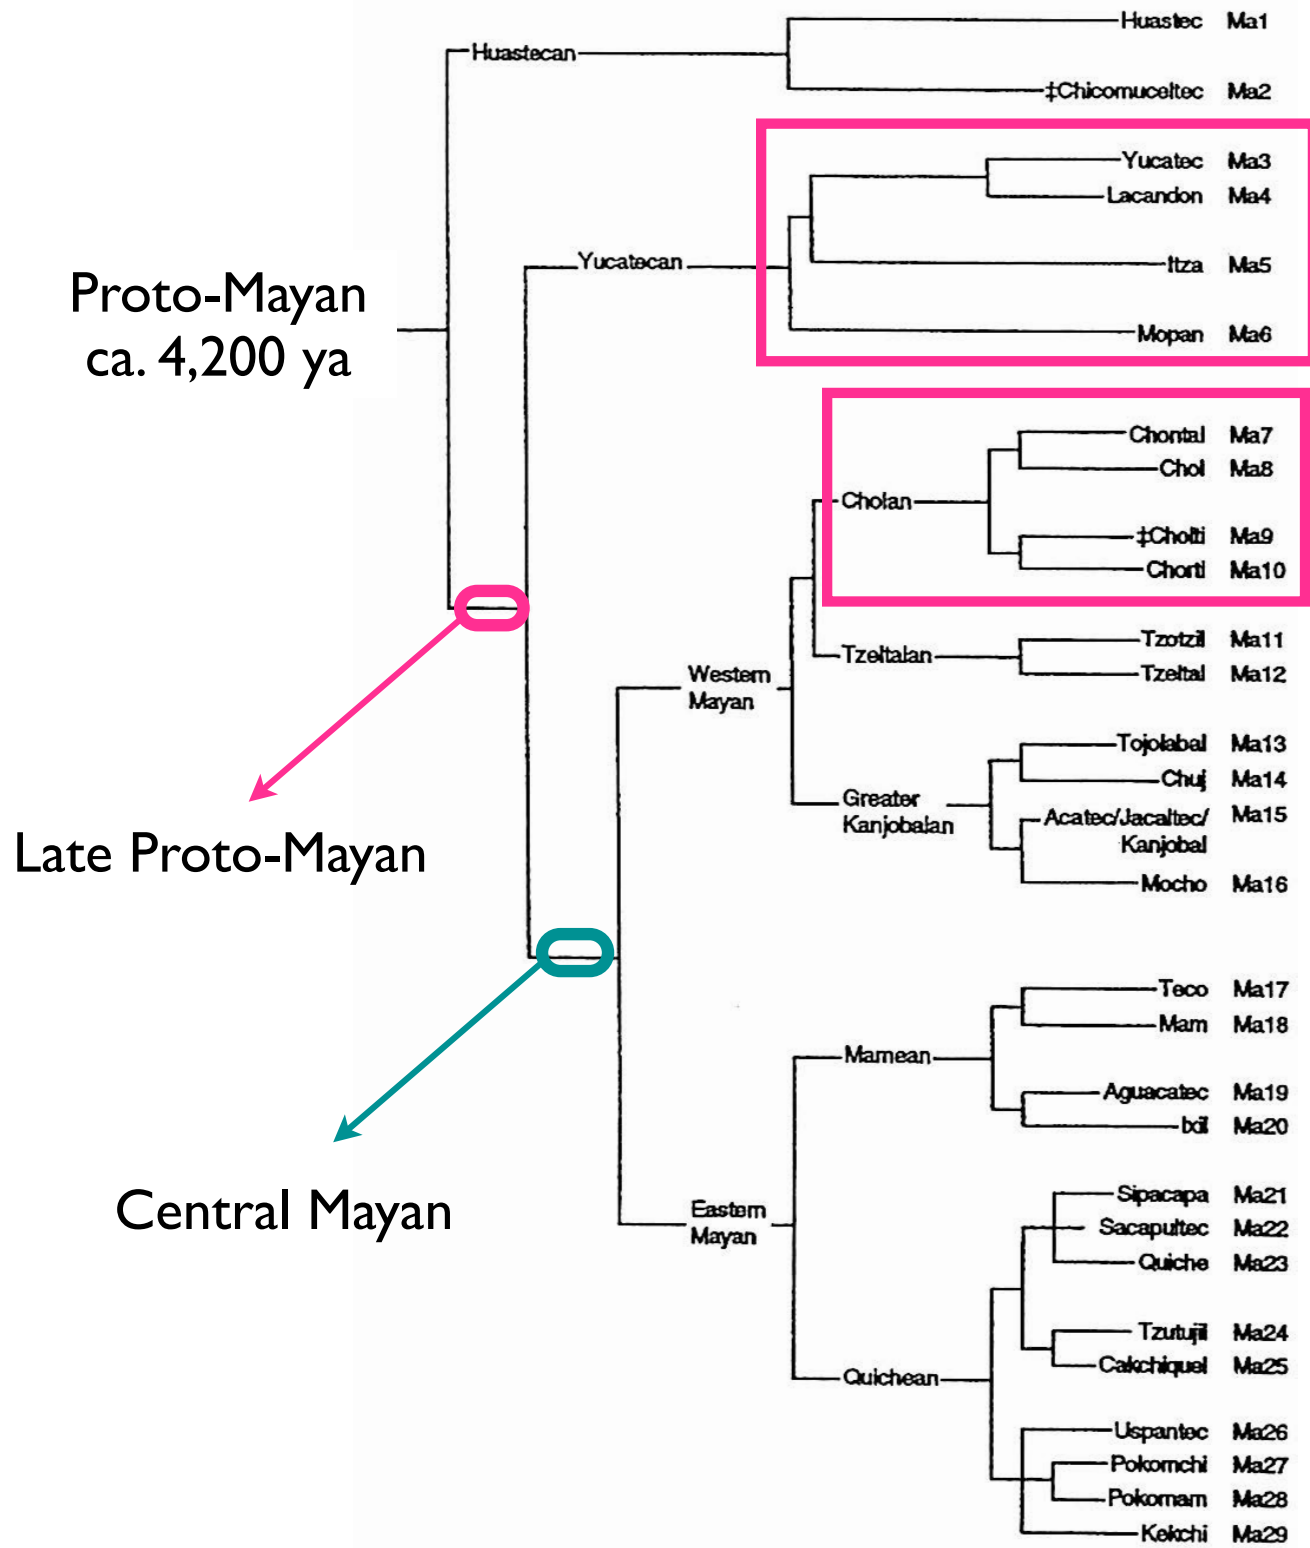 Huastec Ma1
Huastecan
‡Chicomuceltec Ma2
Yucatec Ma3
Lacandon Ma4
Yucatecan
Itza Ma5
Proto-Mayan
ca. 4,200 ya
Mopan Ma6
Chontal Ma7
Chol Ma8
Cholan
‡Cholti Ma9
Chorti Ma10
Tzotzil Ma11
Tzeltalan
Tzeltal Ma12
Western
Mayan
Tojolabal Ma13
Chuj Ma14
Greater
Kanjobalan
Acatec/Jacaltec/ Ma15
Kanjobal
Late Proto-Mayan
Mocho Ma16
Teco Ma17
Mam Ma18
Mamean
Aguacatec Ma19
Ixil Ma20
Central Mayan
Eastern
Mayan
Sipacapa Ma21
Sacapultec Ma22
Quiche Ma23
Tzutujil Ma24
Cakchiquel Ma25
Quichean
Uspantec Ma26
Pokomchi Ma27
Pokomam Ma28
Kekchi Ma29